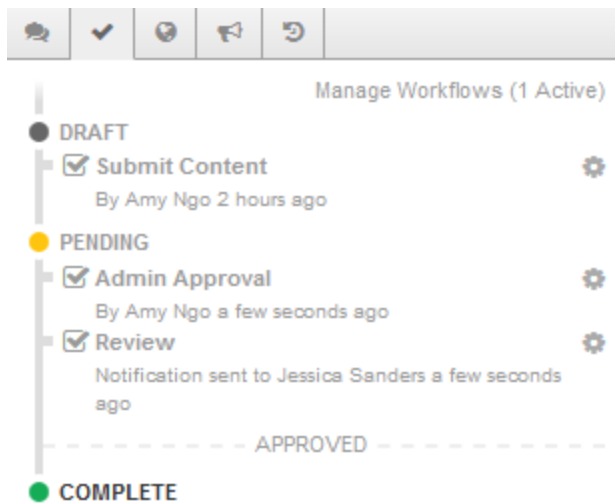 Manage Workflows (1 Active)
DRAFT
Submit Content
By Amy Ngo 2 hours ago
PENDING
Admin Approval
By Amy Ngo a few seconds ago
Review
Notification sent to Jessica Sanders a few seconds
ago
APPROVED
COMPLETE